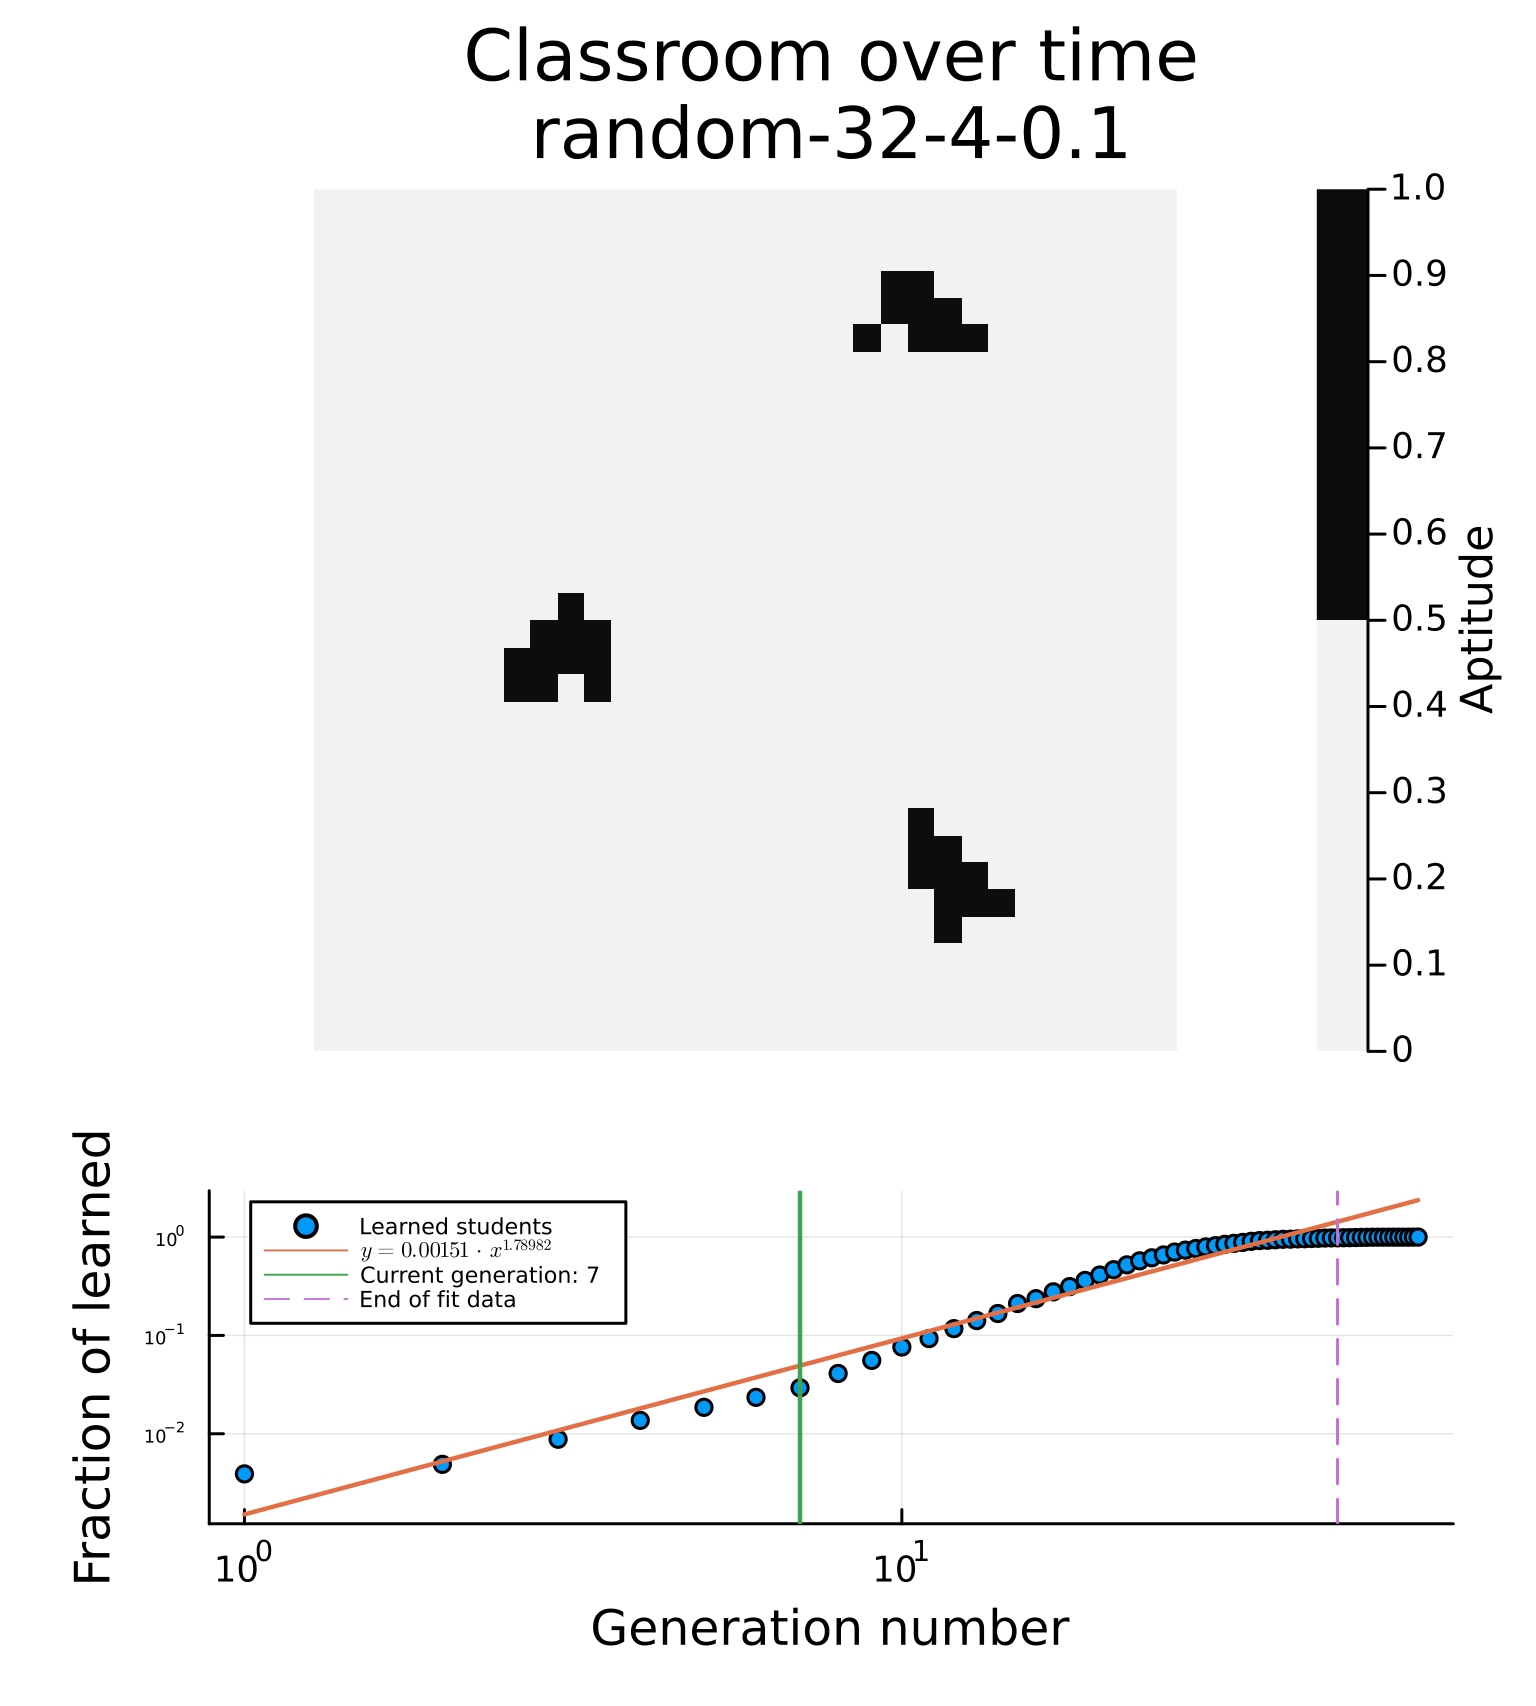 Classroom over time
random-32-4-0.1
1.0
0.9
0.8
0.7
0.6
0.5
0.4
0.3
0.2
0.1
0
Aptitude
Fraction of learned
10⁰
10⁻¹
10⁻²
Learned students
y = 0.00151 · x^1.78982
Current generation: 7
End of fit data
10⁰
10¹
Generation number